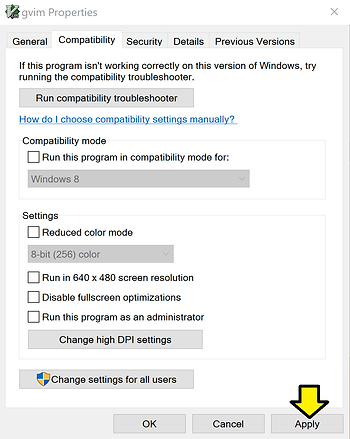 gvim Properties
General Compatibility Security Details Previous Versions
If this program isn't working correctly on this version of Windows, try
running the compatibility troubleshooter.
Run compatibility troubleshooter
How do I choose compatibility settings manually?
Compatibility mode
Run this program in compatibility mode for:
Windows 8
Settings
Reduced color mode
8-bit (256) color
Run in 640 x 480 screen resolution
Disable fullscreen optimizations
Run this program as an administrator
Change high DPI settings
Change settings for all users
OK Cancel Apply